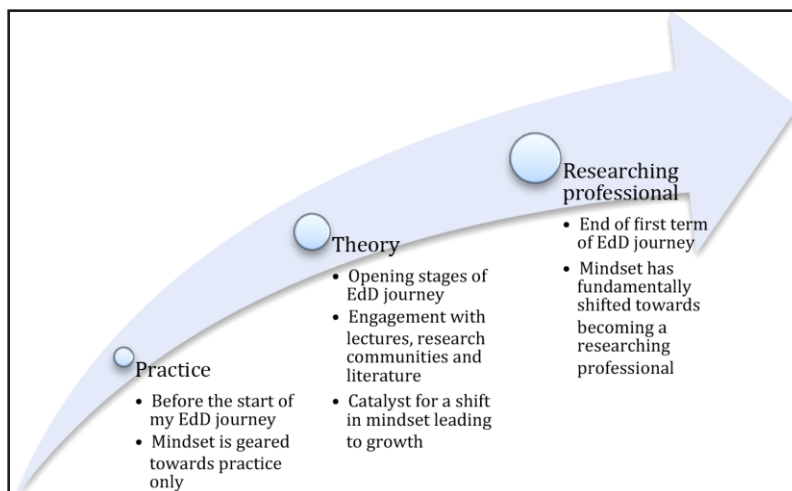 Practice
• Before the start of
my EdD journey
• Mindset is geared
towards practice
only
Theory
• Opening stages of
EdD journey
• Engagement with
lectures, research
communities and
literature
• Catalyst for a shift
in mindset leading
to growth
Researching
professional
• End of first term
of EdD journey
• Mindset has
fundamentally
shifted towards
becoming a
researching
professional